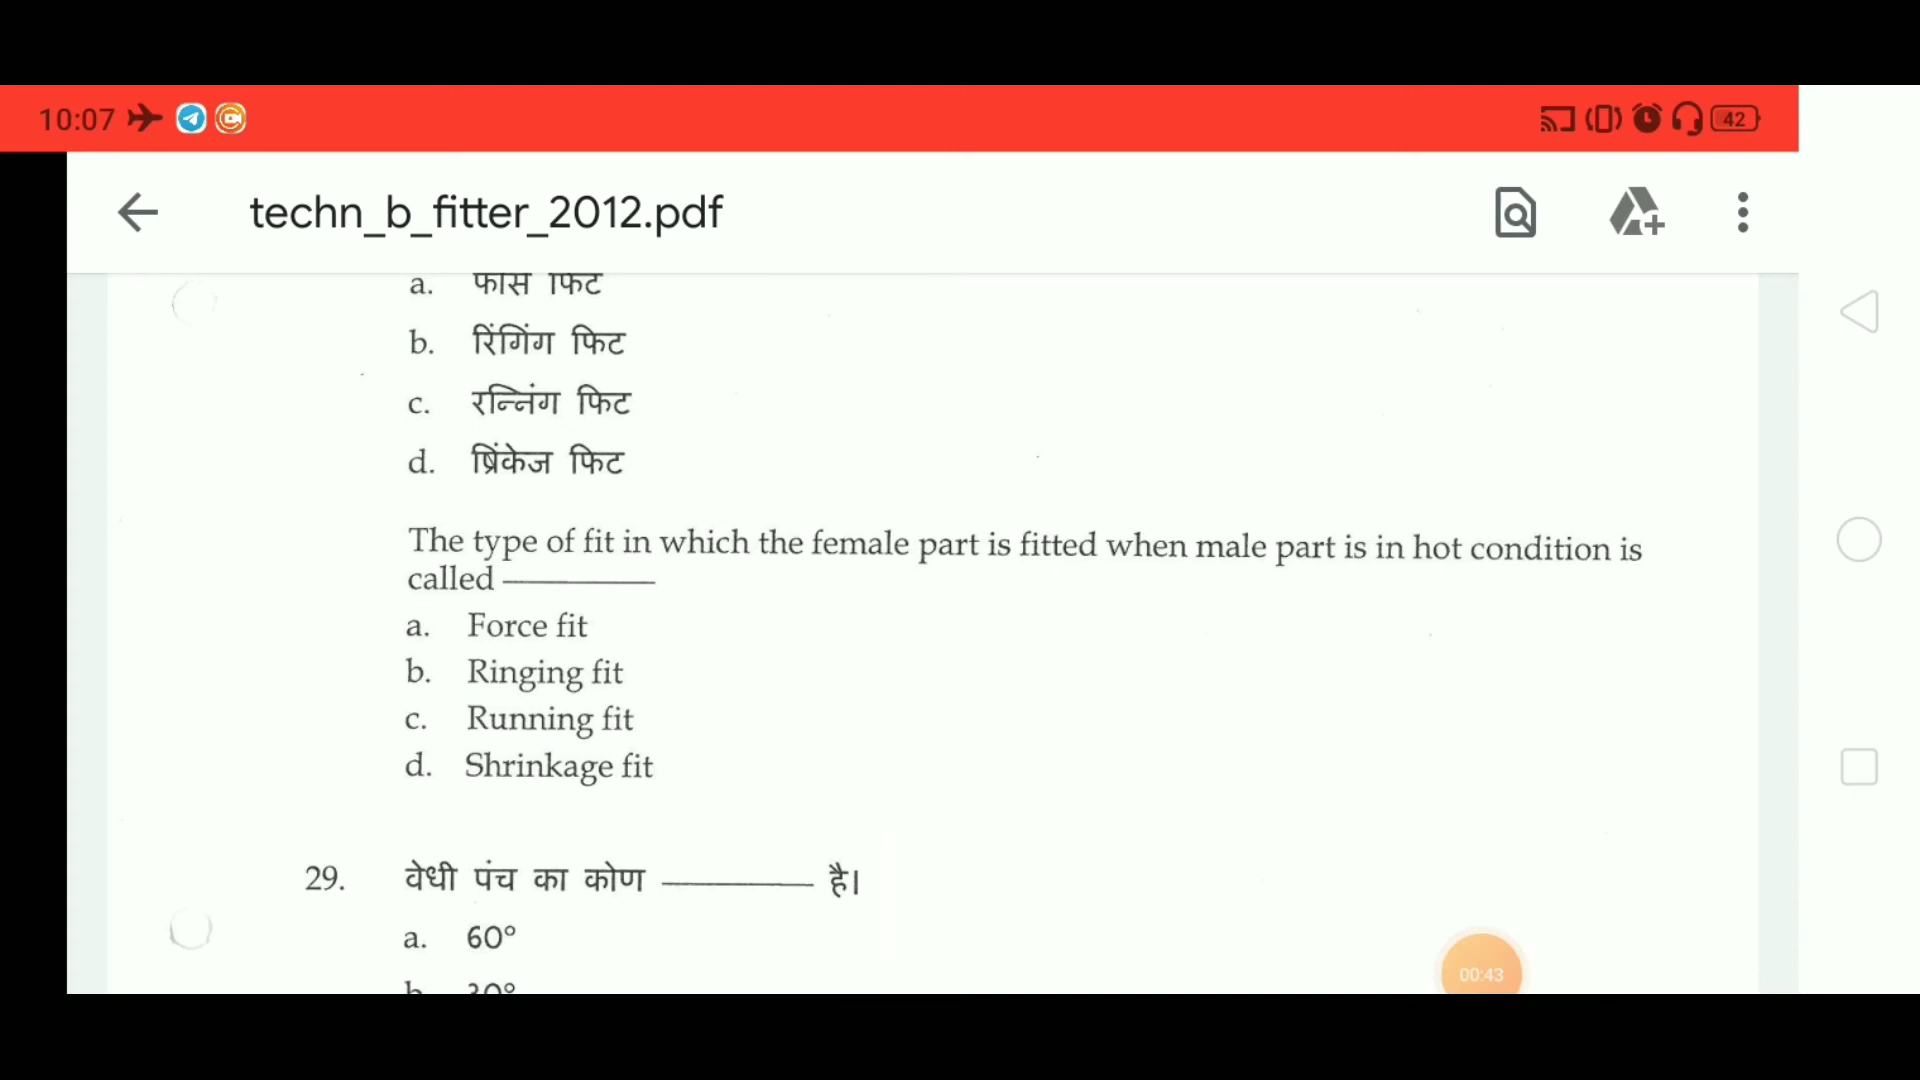 10:07
42
techn_b_fitter_2012.pdf
a. फोर्स फिट
b. रिंगिंग फिट
c. रन्निंग फिट
d. ष्रिंकेज फिट
The type of fit in which the female part is fitted when male part is in hot condition is
called
a. Force fit
b. Ringing fit
c. Running fit
d. Shrinkage fit
29. वेधी पंच का कोण है।
a. 60°
b. 30°
00:43